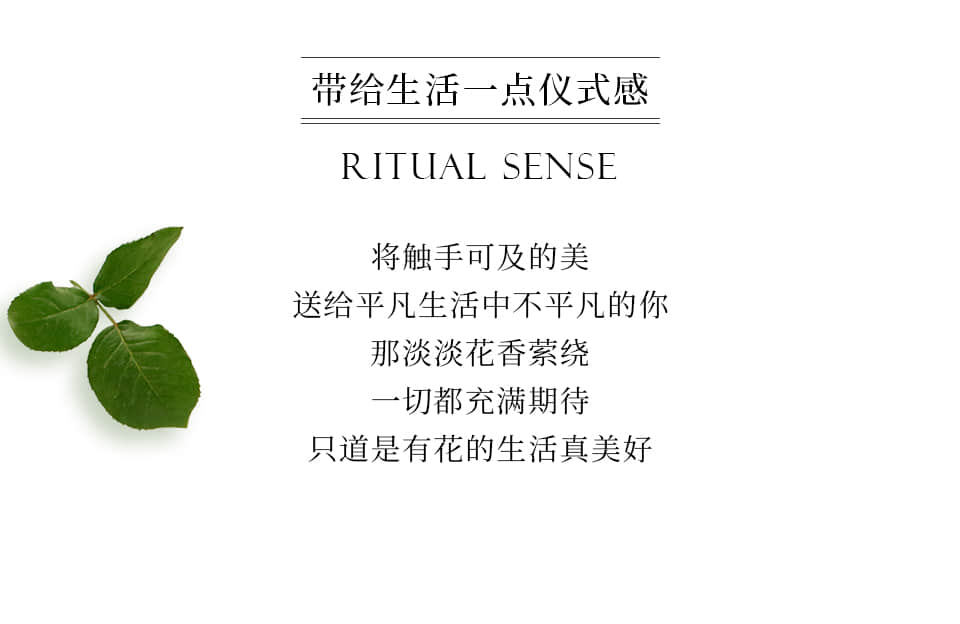 带给生活一点仪式感
RITUAL SENSE
将触手可及的美
送给平凡生活中不平凡的你
那淡淡花香萦绕
一切都充满期待
只道是有花的生活真美好